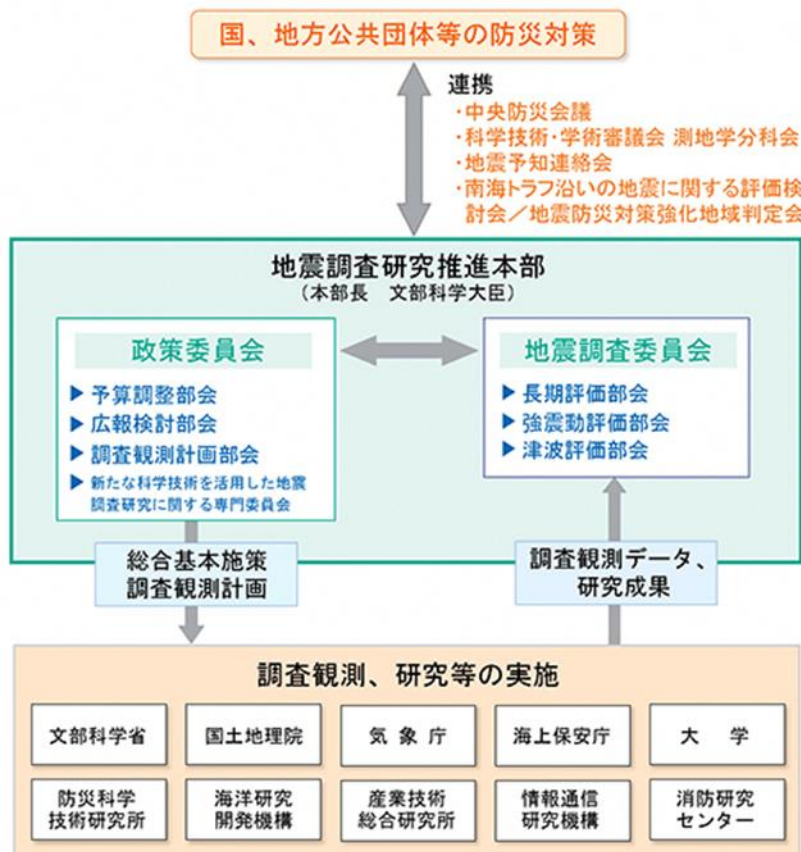 国、地方公共団体等の防災対策
連携
・中央防災会議
・科学技術・学術審議会 測地学分科会
・地震予知連絡会
・南海トラフ沿いの地震に関する評価検
討会／地震防災対策強化地域判定会
地震調査研究推進本部
（本部長　文部科学大臣）
政策委員会
▶ 予算調整部会
▶ 広報検討部会
▶ 調査観測計画部会
▶ 新たな科学技術を活用した地震
調査研究に関する専門委員会
地震調査委員会
▶ 長期評価部会
▶ 強震動評価部会
▶ 津波評価部会
総合基本施策
調査観測計画
調査観測データ、
研究成果
調査観測、研究等の実施
文部科学省
国土地理院
気象庁
海上保安庁
大　学
防災科学
技術研究所
海洋研究
開発機構
産業技術
総合研究所
情報通信
研究機構
消防研究
センター